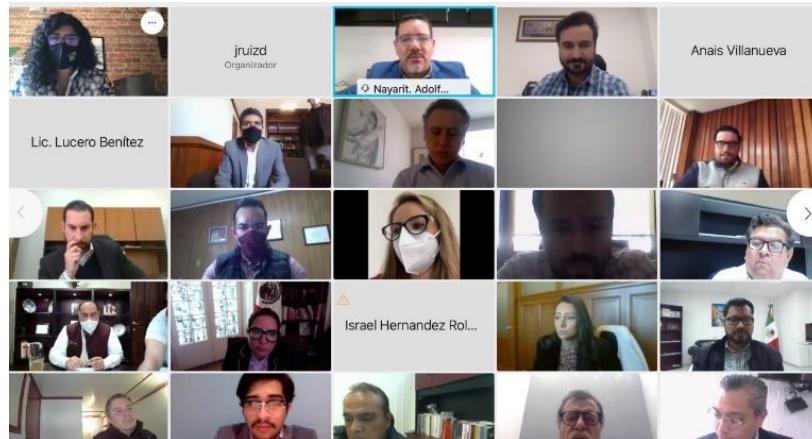 jruizd
Organizador
Nayarit. Adolf...
Anais Villanueva
Lic. Lucero Benítez
Israel Hernandez Rol...